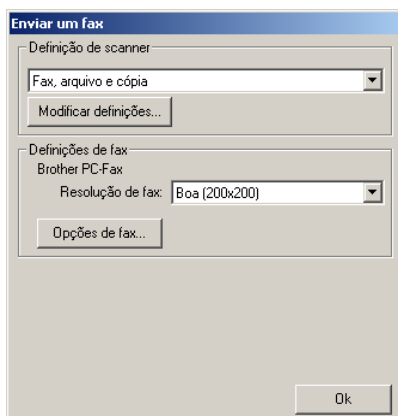 Enviar um fax
Definição de scanner
Fax, arquivo e cópia
Modificar definições...
Definições de fax
Brother PC-Fax
Resolução de fax: Boa (200x200)
Opções de fax...
Ok